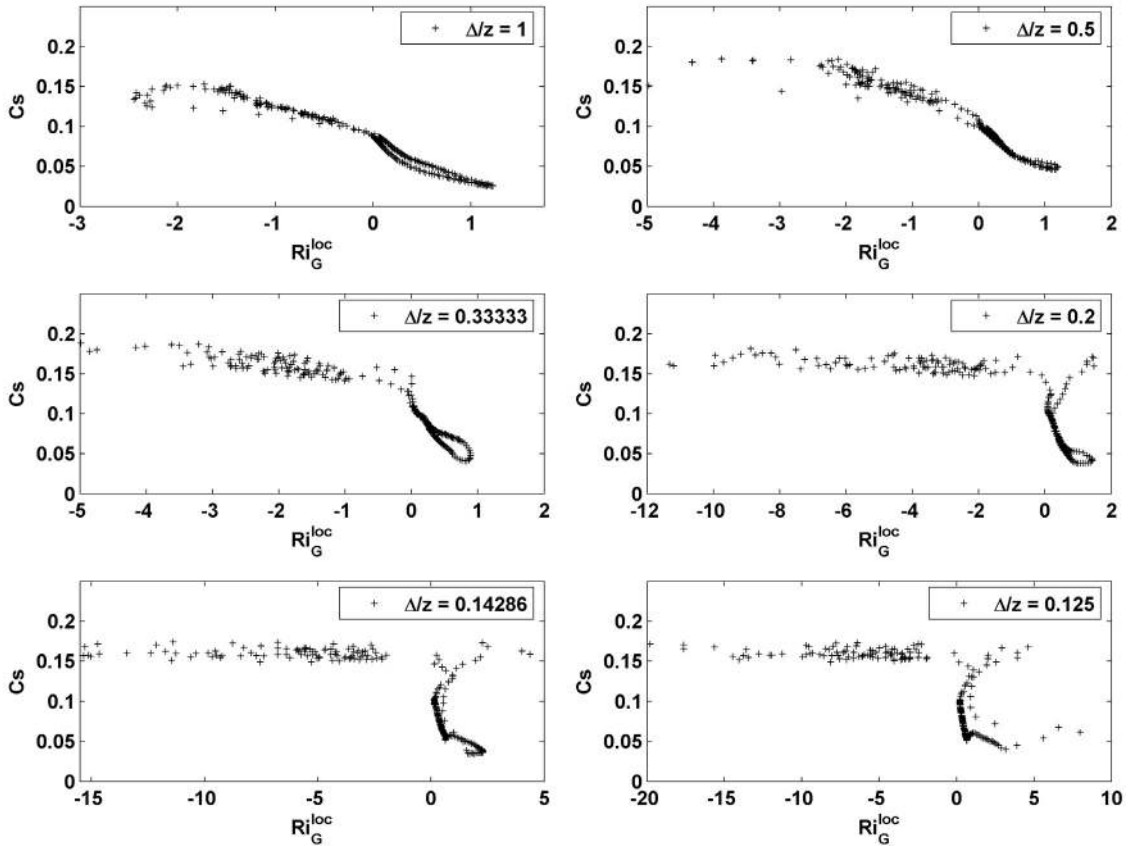 + Δ/z = 1
0.2
0.15
0.1
0.05
0
Cs
-3 -2 -1 0 1
Ri_G^loc
+ Δ/z = 0.5
0.2
0.15
0.1
0.05
0
Cs
-5 -4 -3 -2 -1 0 1 2
Ri_G^loc
+ Δ/z = 0.33333
0.2
0.15
0.1
0.05
0
Cs
-5 -4 -3 -2 -1 0 1 2
Ri_G^loc
+ Δ/z = 0.2
0.2
0.15
0.1
0.05
0
Cs
-12 -10 -8 -6 -4 -2 0 2
Ri_G^loc
+ Δ/z = 0.14286
0.2
0.15
0.1
0.05
0
Cs
-15 -10 -5 0 5
Ri_G^loc
+ Δ/z = 0.125
0.2
0.15
0.1
0.05
0
Cs
-20 -15 -10 -5 0 5 10
Ri_G^loc